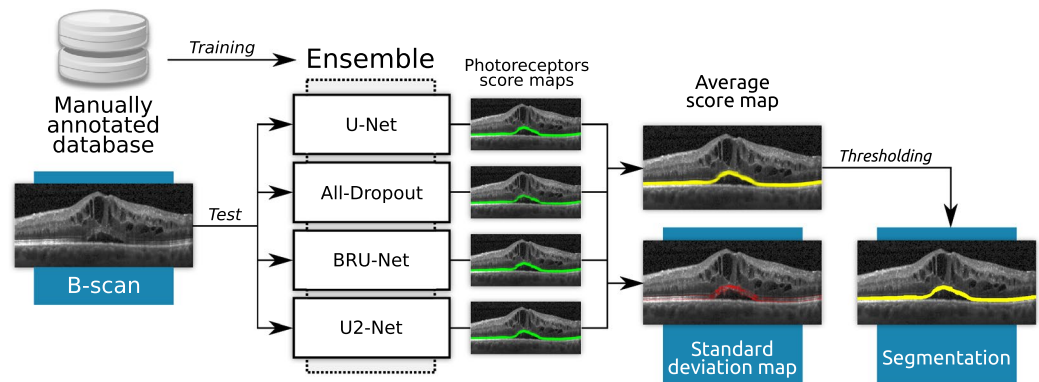 Training
Ensemble
Manually
annotated
database
Photoreceptors
score maps
Average
score map
U-Net
All-Dropout
BRU-Net
U2-Net
Test
B-scan
Thresholding
Standard
deviation map
Segmentation